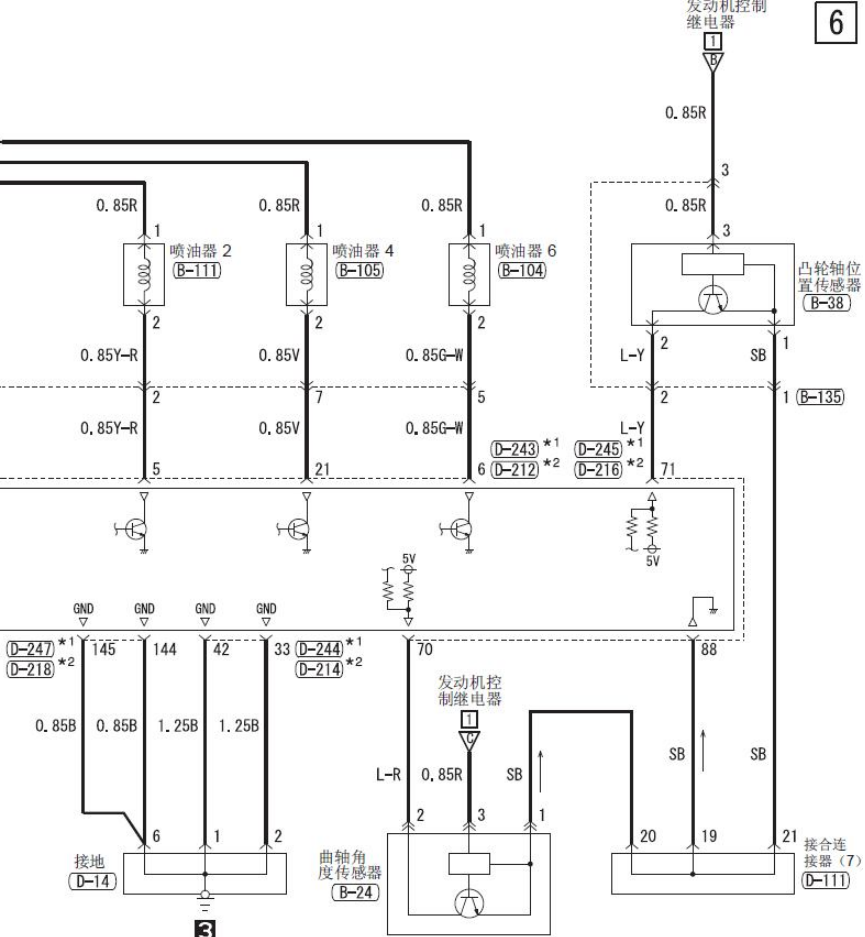 发动机控制
继电器
6
1
B
0.85R
3
0.85R 0.85R 0.85R 0.85R
1 1 1 3
喷油器 2 喷油器 4 喷油器 6
B-111 B-105 B-104
凸轮轴位
置传感器
B-38
2 2 2 2 1
0.85Y-R 0.85V 0.85G-W L-Y SB
2 7 5 2 1 B-135
0.85Y-R 0.85V 0.85G-W L-Y
D-243 *1 D-245 *1
5 21 6 D-212 *2 D-216 *2 71
5V 5V
GND GND GND GND
D-247 *1 145 144 42 33 D-244 *1 70 88
D-218 *2 D-214 *2
发动机控
制继电器
1
C
0.85B 0.85B 1.25B 1.25B
L-R 0.85R SB SB SB
2 3 1
6 1 2 20 19 21
接地
D-14
曲轴角
度传感器
B-24
接合连
接器（7）
D-111
3